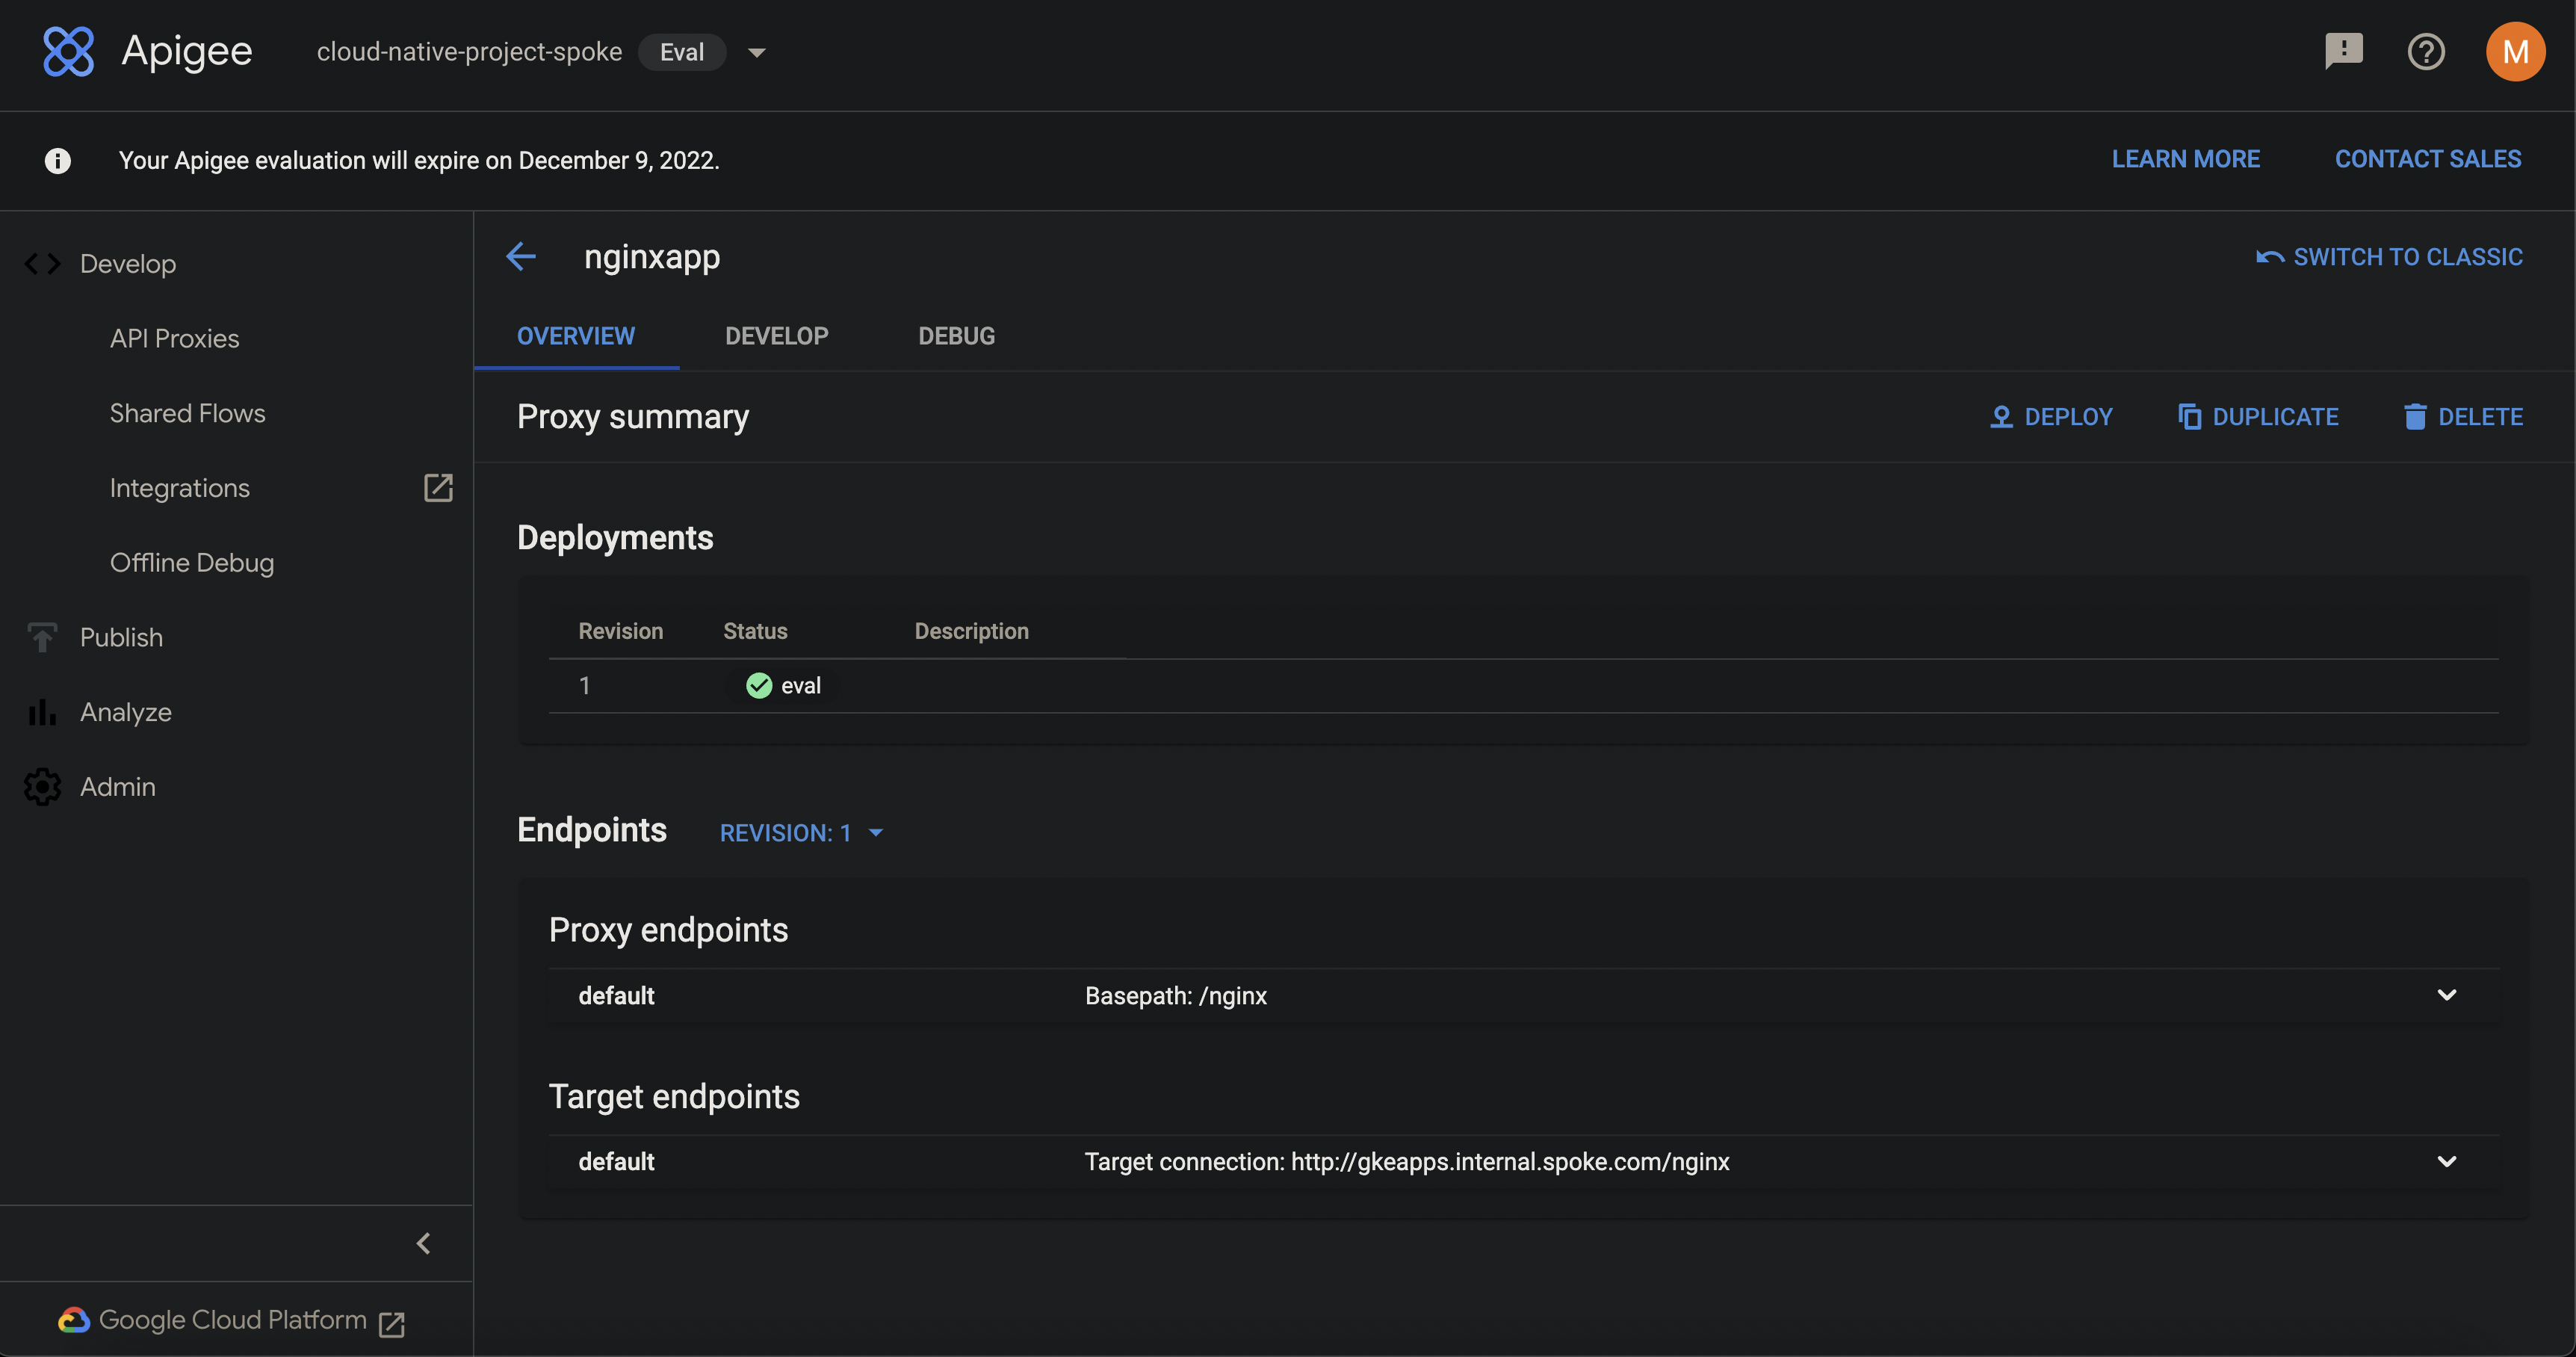 Apigee
cloud-native-project-spoke Eval
M
Your Apigee evaluation will expire on December 9, 2022.
LEARN MORE
CONTACT SALES
Develop
API Proxies
Shared Flows
Integrations
Offline Debug
Publish
Analyze
Admin
Google Cloud Platform
nginxapp
SWITCH TO CLASSIC
OVERVIEW DEVELOP DEBUG
Proxy summary
DEPLOY DUPLICATE DELETE
Deployments
Revision Status Description
1 eval
Endpoints REVISION: 1
Proxy endpoints
default Basepath: /nginx
Target endpoints
default Target connection: http://gkeapps.internal.spoke.com/nginx